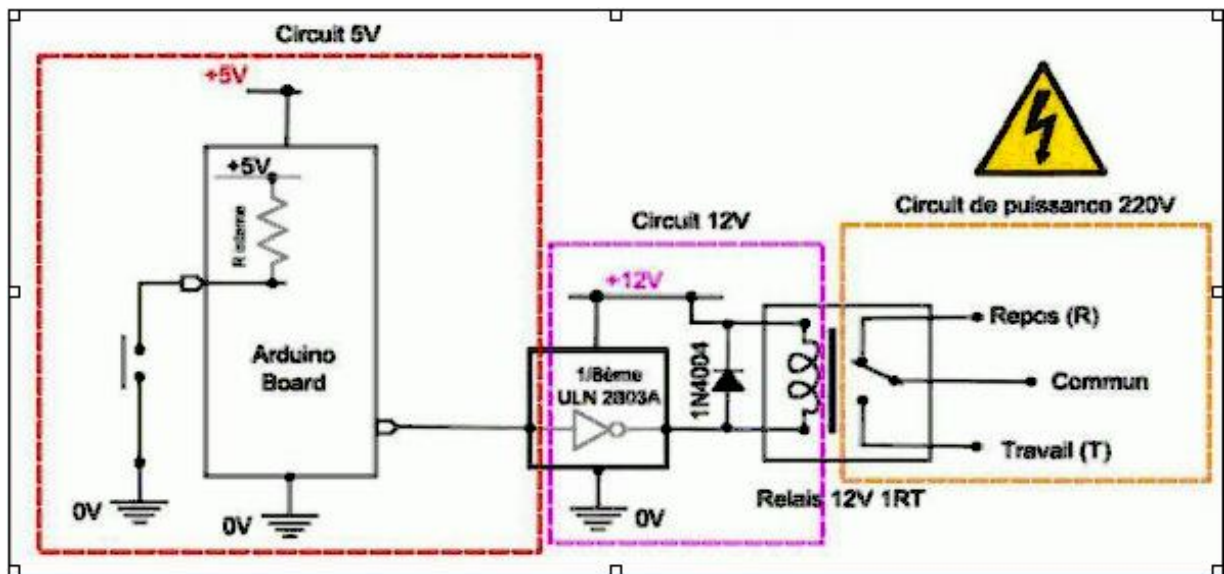 Circuit 5V
+5V
+5V
R interne
Arduino
Board
0V
0V
Circuit 12V
+12V
1/8ème
ULN 2803A
0V
1N4004
Relais 12V 1RT
Circuit de puissance 220V
Repos (R)
Commun
Travail (T)